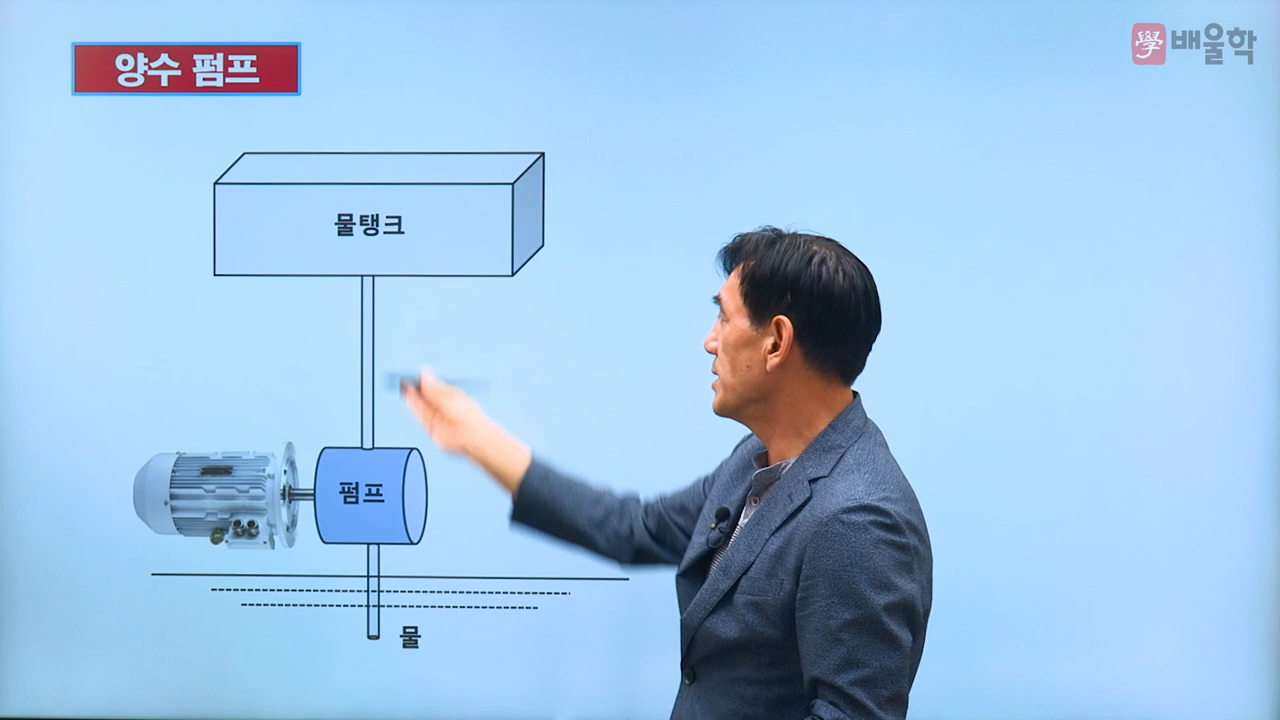 양수 펌프
學 배울학
물탱크
펌프
물